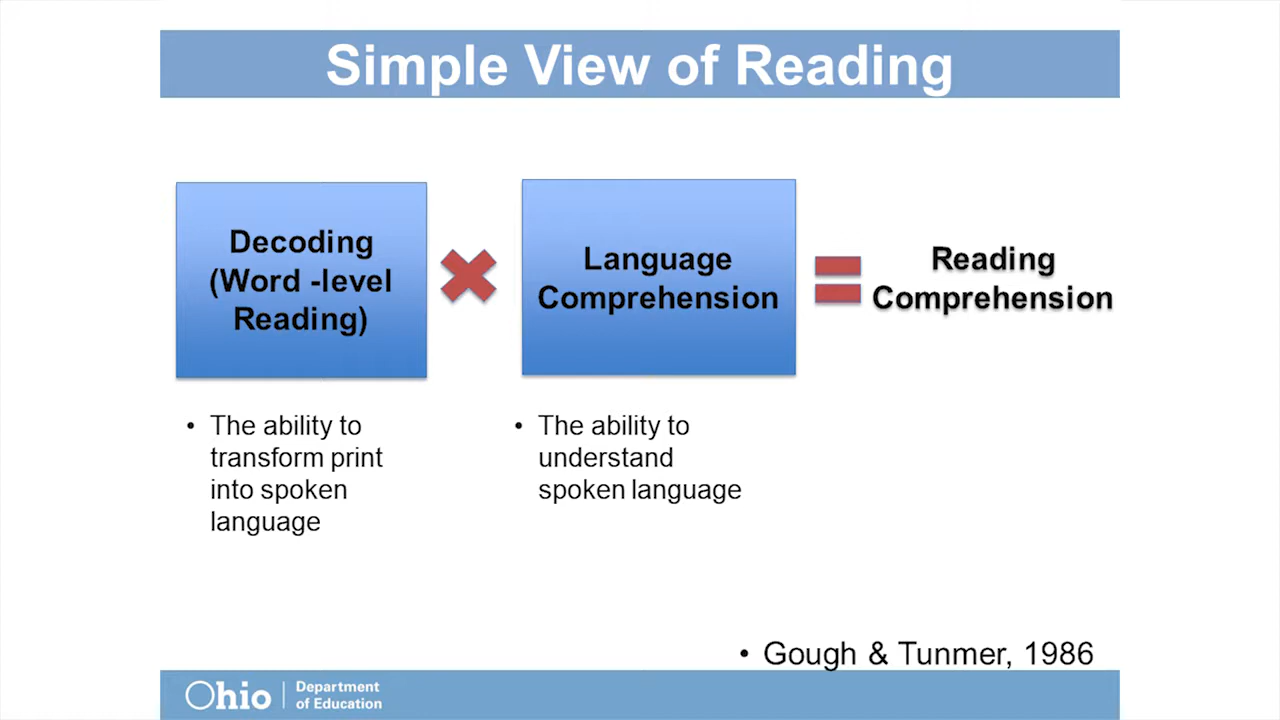 Simple View of Reading
Decoding
(Word -level
Reading)
Language
Comprehension
Reading
Comprehension
• The ability to
transform print
into spoken
language
• The ability to
understand
spoken language
• Gough & Tunmer, 1986
Ohio
Department
of Education